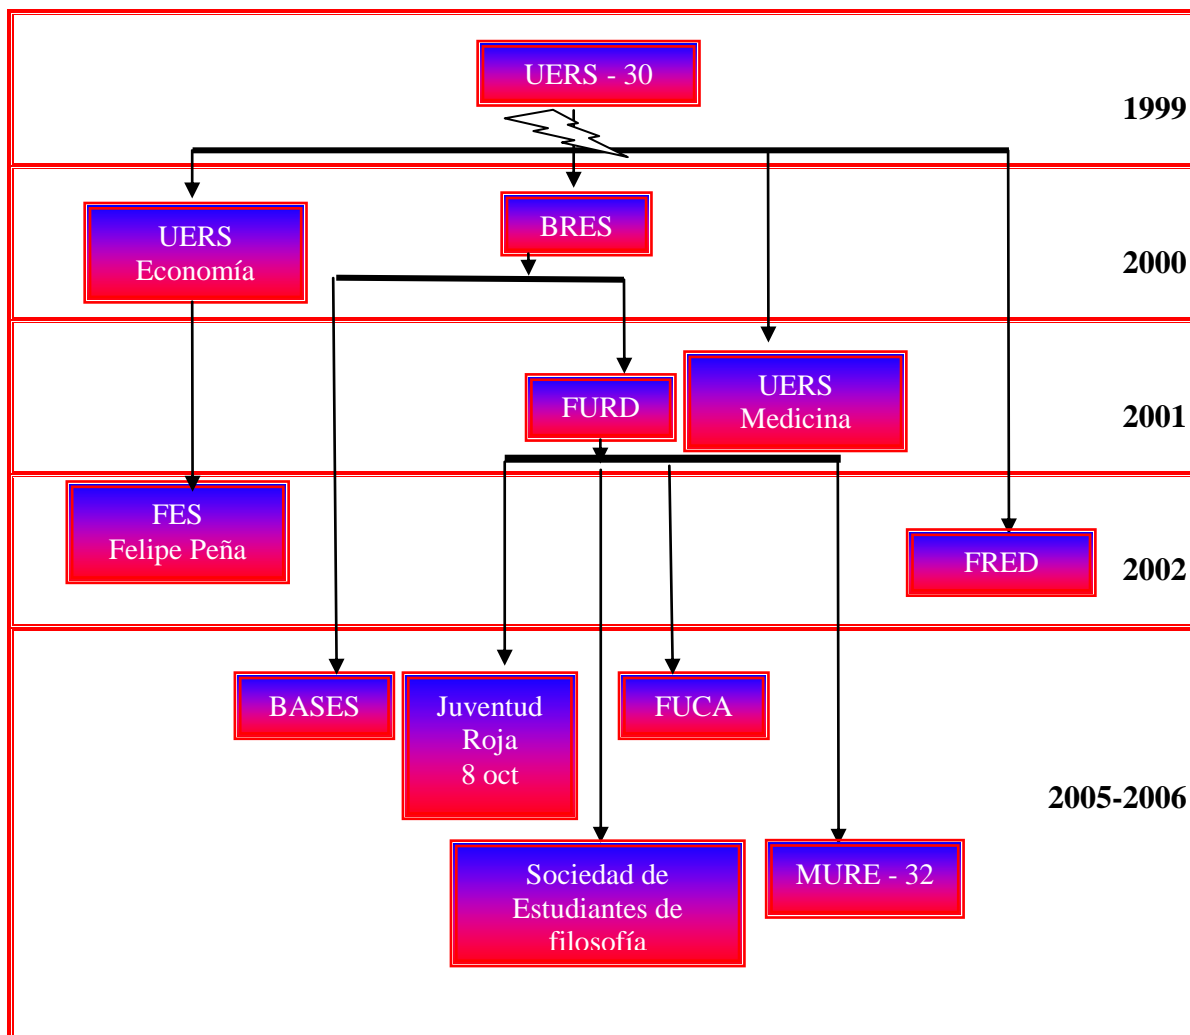 UERS - 30
1999
UERS
Economía
BRES
2000
FURD
UERS
Medicina
2001
FES
Felipe Peña
FRED
2002
BASES
Juventud
Roja
8 oct
FUCA
2005-2006
Sociedad de
Estudiantes de
filosofía
MURE - 32